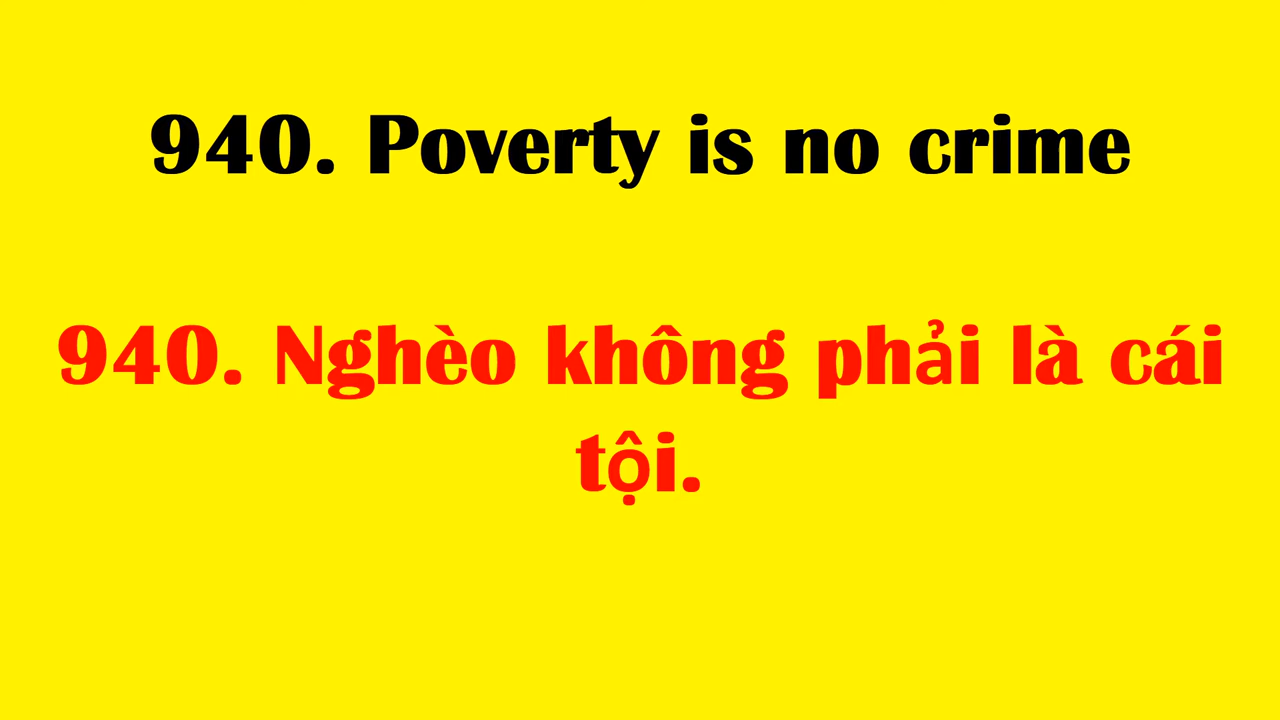 940. Poverty is no crime
940. Nghèo không phải là cái
tội.